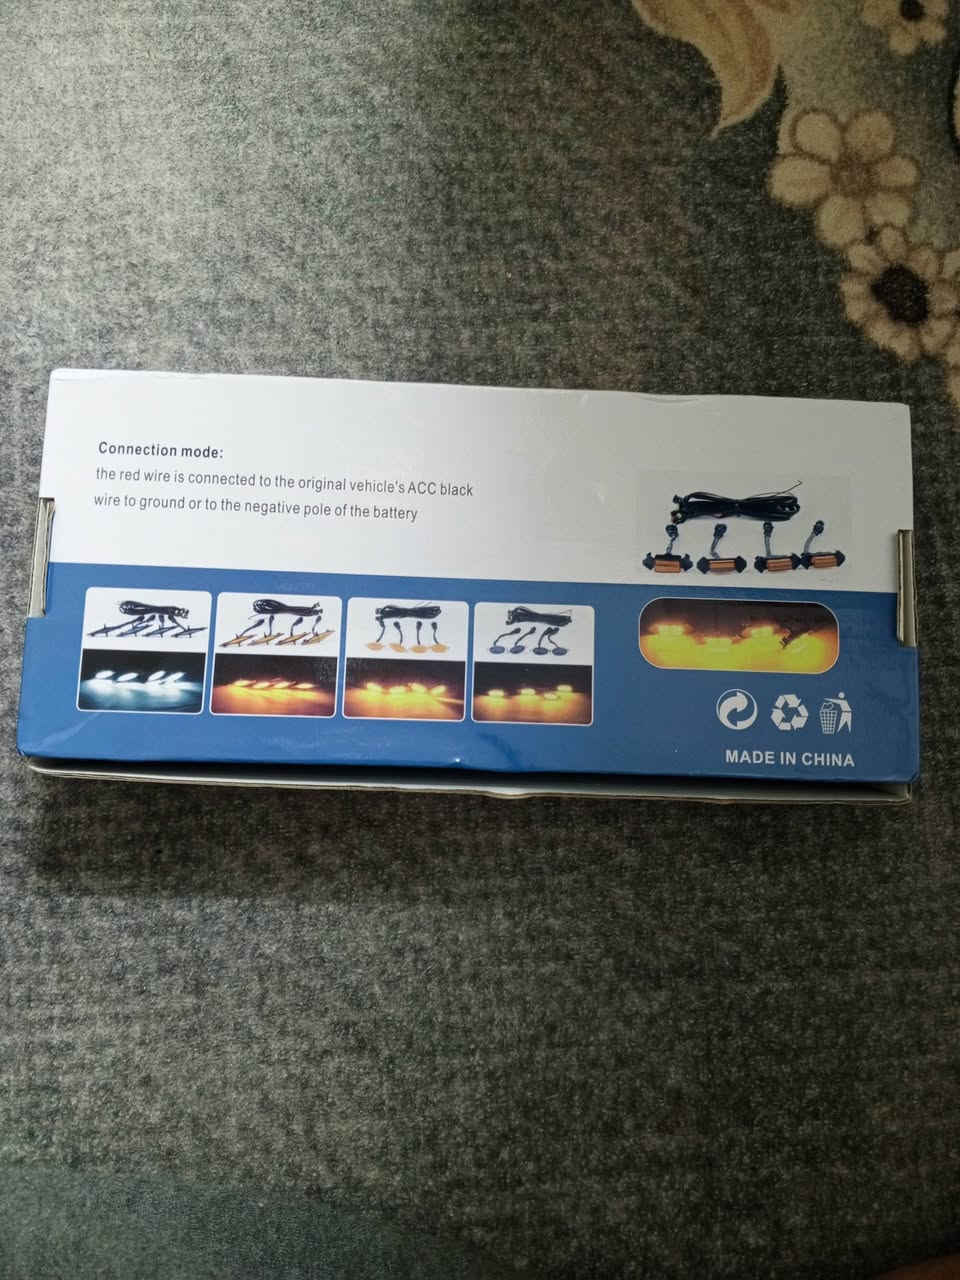 Connection mode:
the red wire is connected to the original vehicle's ACC black
wire to ground or to the negative pole of the battery
MADE IN CHINA